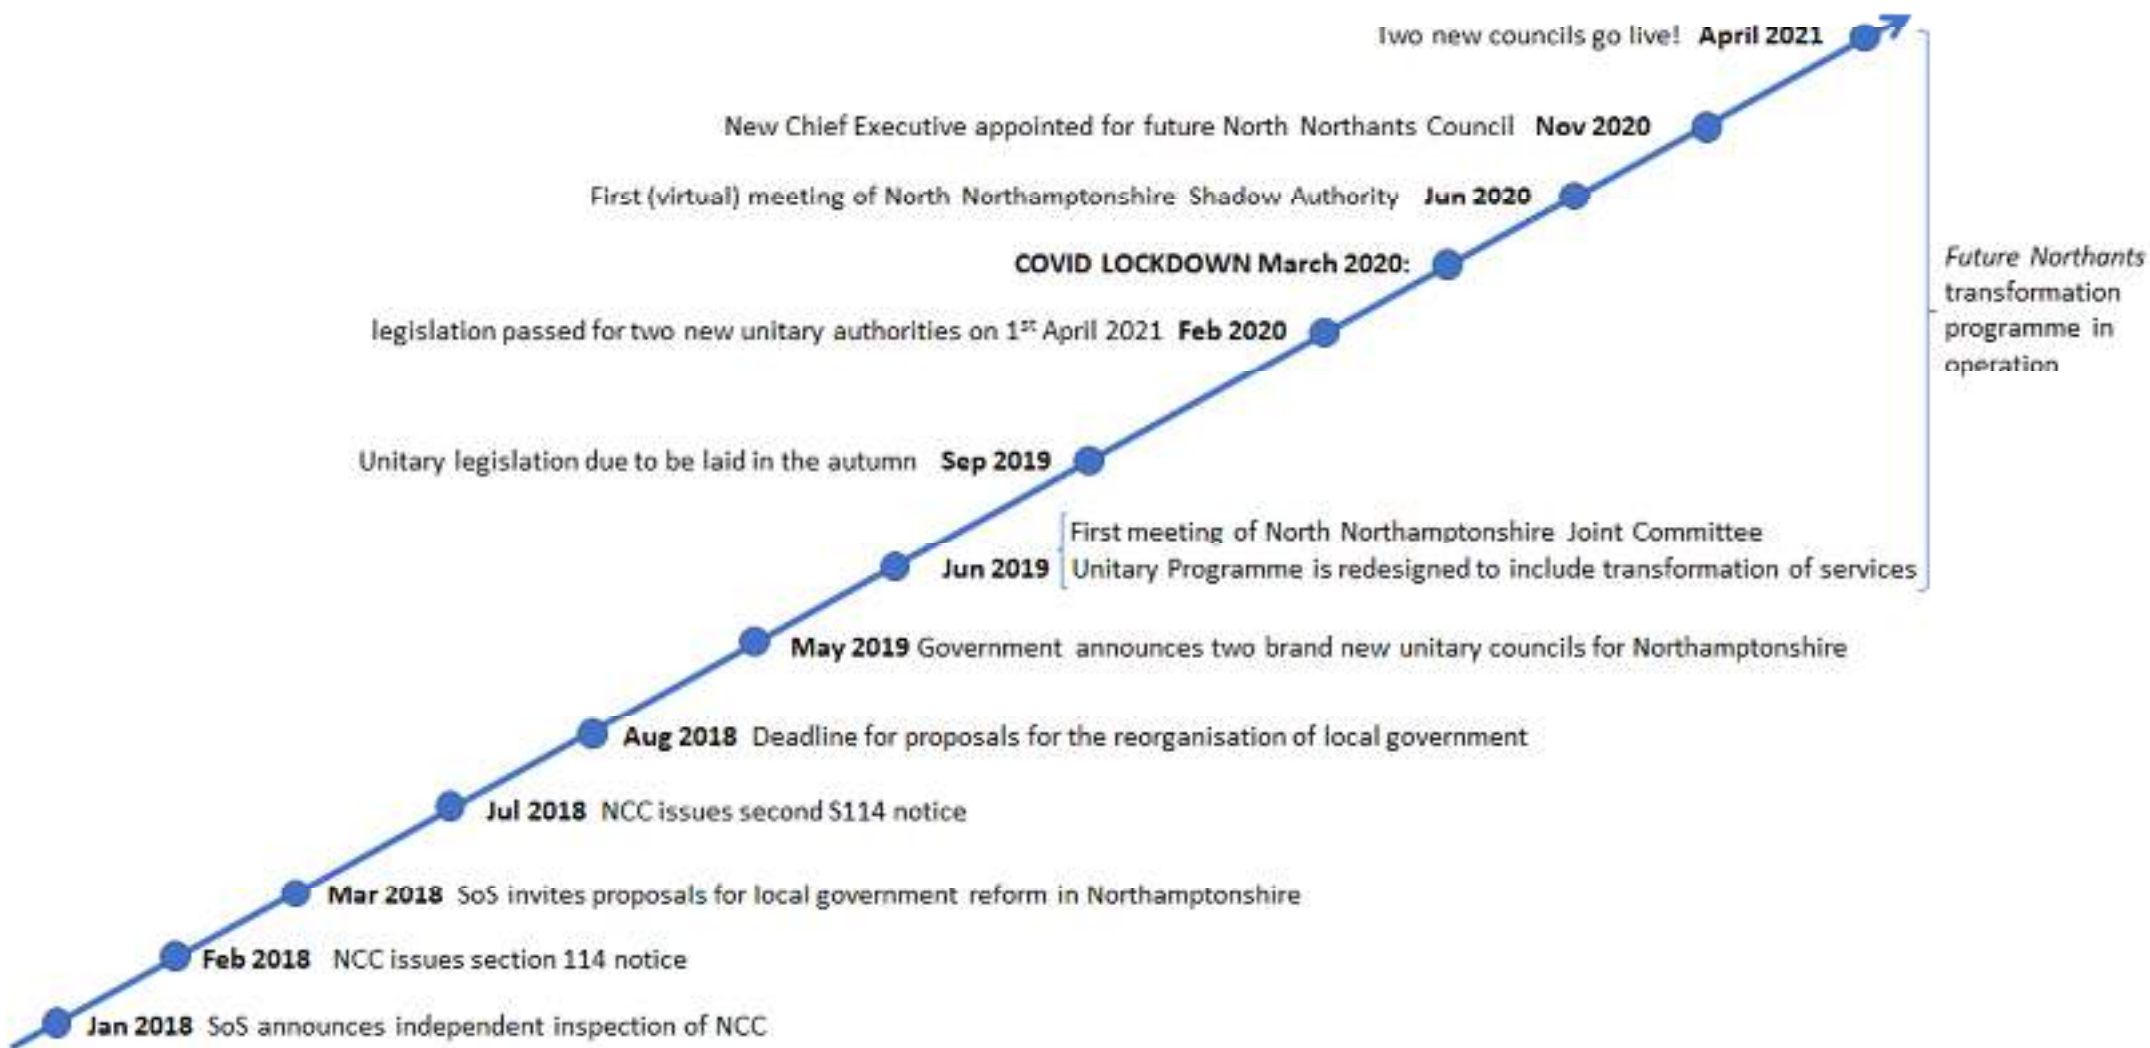 Two new councils go live! April 2021
New Chief Executive appointed for future North Northants Council Nov 2020
First (virtual) meeting of North Northamptonshire Shadow Authority Jun 2020
COVID LOCKDOWN March 2020:
legislation passed for two new unitary authorities on 1st April 2021 Feb 2020
Unitary legislation due to be laid in the autumn Sep 2019
First meeting of North Northamptonshire Joint Committee
Jun 2019 Unitary Programme is redesigned to include transformation of services
May 2019 Government announces two brand new unitary councils for Northamptonshire
Aug 2018 Deadline for proposals for the reorganisation of local government
Jul 2018 NCC issues second S114 notice
Mar 2018 SoS invites proposals for local government reform in Northamptonshire
Feb 2018 NCC issues section 114 notice
Jan 2018 SoS announces independent inspection of NCC
Future Northants
transformation
programme in
operation